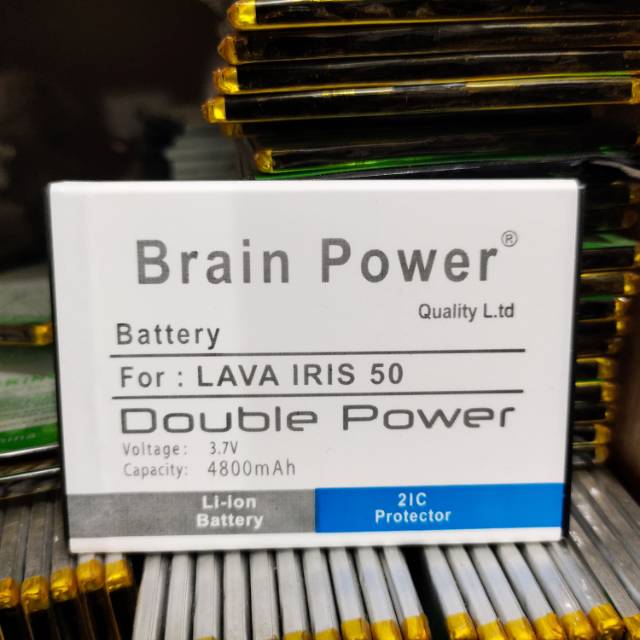 Brain Power®
Quality L.td
Battery
For : LAVA IRIS 50
Double Power
Voltage: 3.7V
Capacity: 4800mAh
Li-Ion
Battery
2IC
Protector